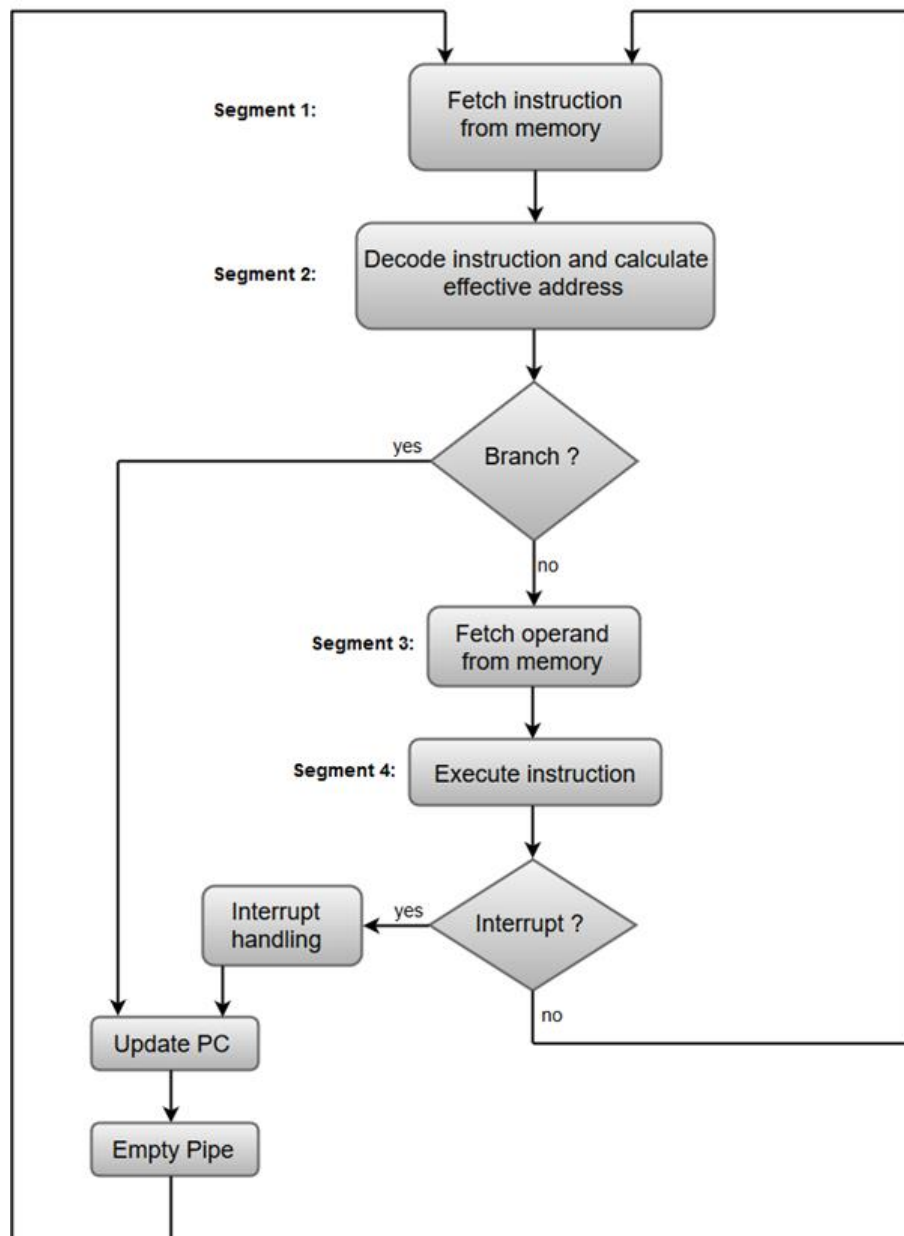 Segment 1:
Fetch instruction
from memory
Segment 2:
Decode instruction and calculate
effective address
Branch ?
yes
no
Segment 3:
Fetch operand
from memory
Segment 4:
Execute instruction
Interrupt ?
yes
no
Interrupt
handling
Update PC
Empty Pipe